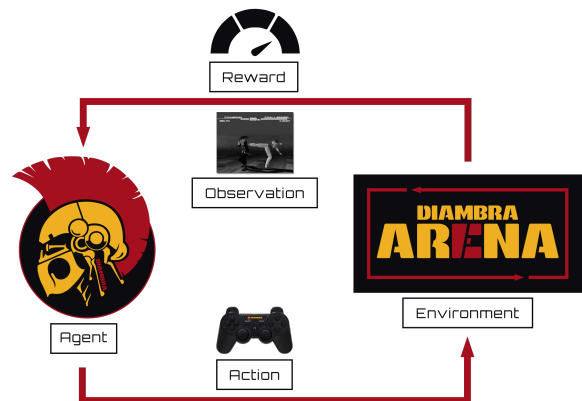 Reward
Observation
DIAMBRA
ARENA
Environment
Agent
Action